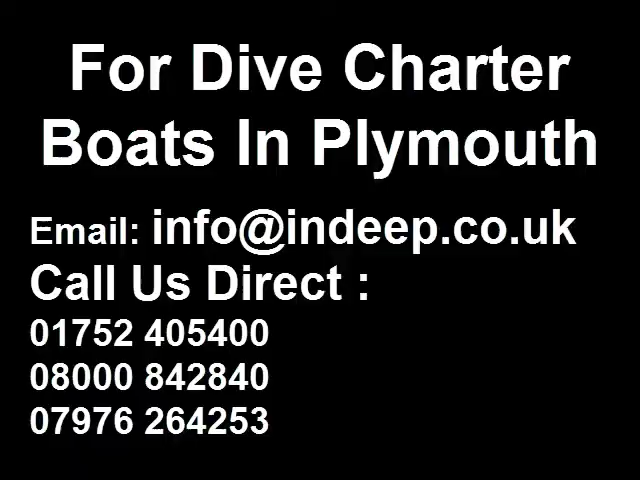 For Dive Charter
Boats In Plymouth
Email: info@indeep.co.uk
Call Us Direct :
01752 405400
08000 842840
07976 264253